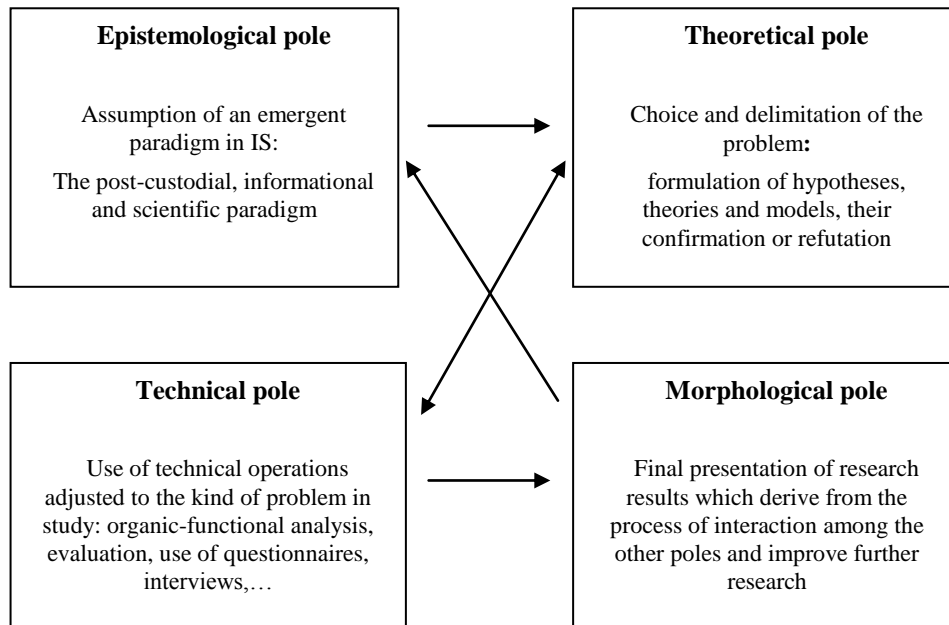 Epistemological pole
Assumption of an emergent
paradigm in IS:
The post-custodial, informational
and scientific paradigm
Theoretical pole
Choice and delimitation of the
problem:
formulation of hypotheses,
theories and models, their
confirmation or refutation
Technical pole
Use of technical operations
adjusted to the kind of problem in
study: organic-functional analysis,
evaluation, use of questionnaires,
interviews,…
Morphological pole
Final presentation of research
results which derive from the
process of interaction among the
other poles and improve further
research